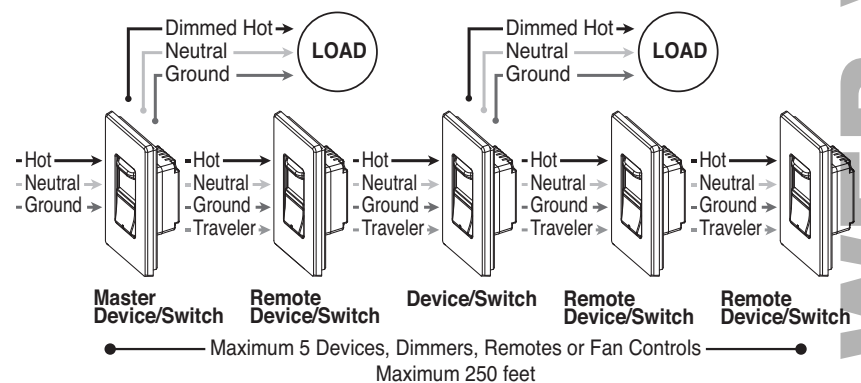 Dimmed Hot
Neutral
Ground
LOAD
Dimmed Hot
Neutral
Ground
LOAD
Hot
Neutral
Ground
Hot
Neutral
Ground
Traveler
Hot
Neutral
Ground
Traveler
Hot
Neutral
Ground
Traveler
Hot
Neutral
Ground
Traveler
Master
Device/Switch
Remote
Device/Switch
Device/Switch
Remote
Device/Switch
Remote
Device/Switch
Maximum 5 Devices, Dimmers, Remotes or Fan Controls
Maximum 250 feet